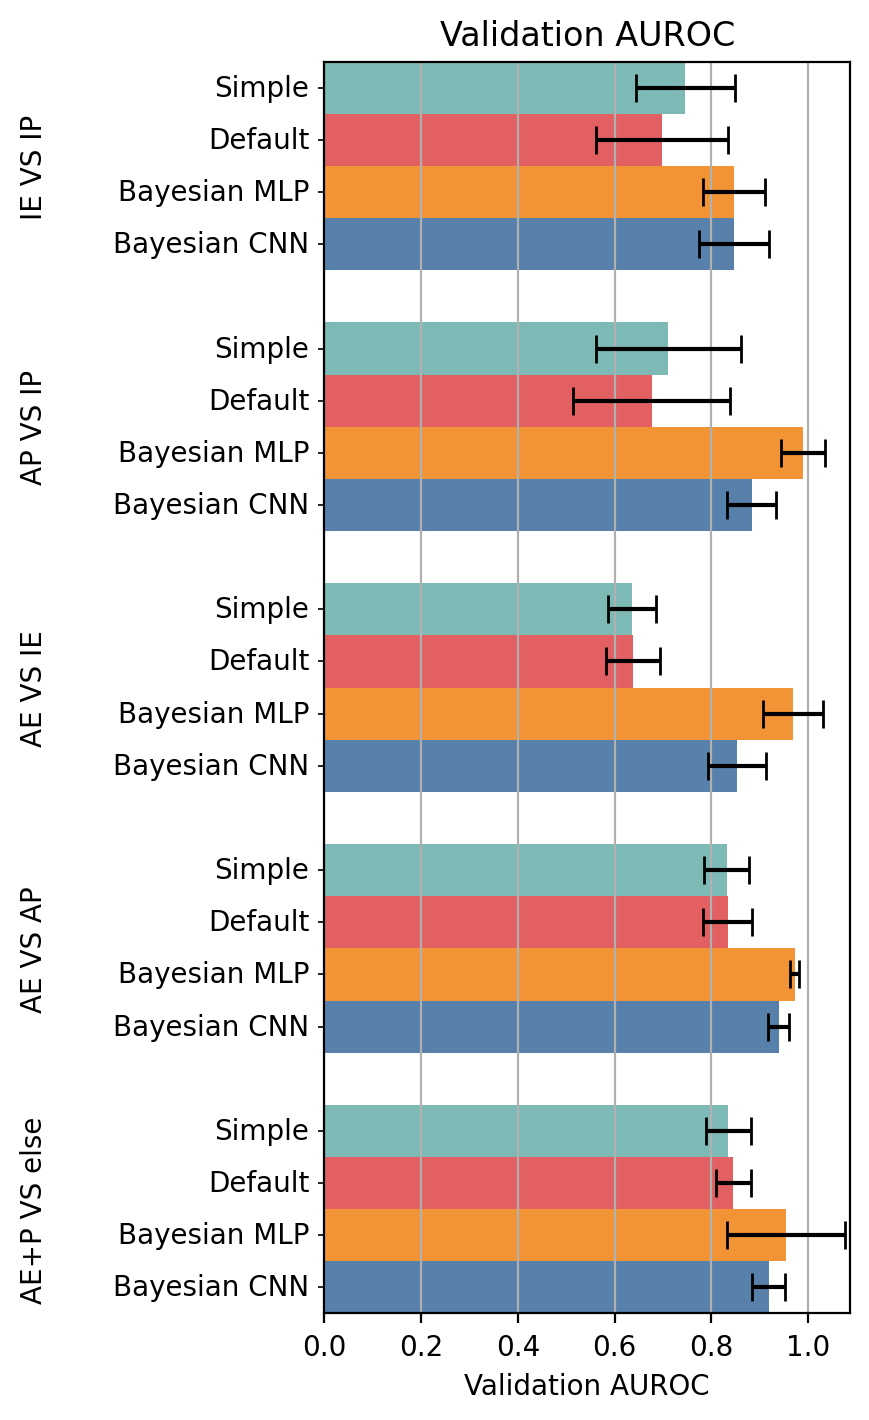 Validation AUROC
IE VS IP
Simple
Default
Bayesian MLP
Bayesian CNN
AP VS IP
Simple
Default
Bayesian MLP
Bayesian CNN
AE VS IE
Simple
Default
Bayesian MLP
Bayesian CNN
AE VS AP
Simple
Default
Bayesian MLP
Bayesian CNN
AE+P VS else
Simple
Default
Bayesian MLP
Bayesian CNN
0.0 0.2 0.4 0.6 0.8 1.0
Validation AUROC